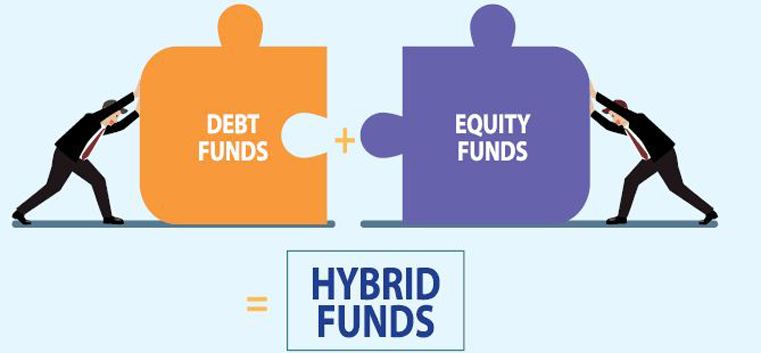 DEBT
FUNDS
+
EQUITY
FUNDS
=
HYBRID
FUNDS